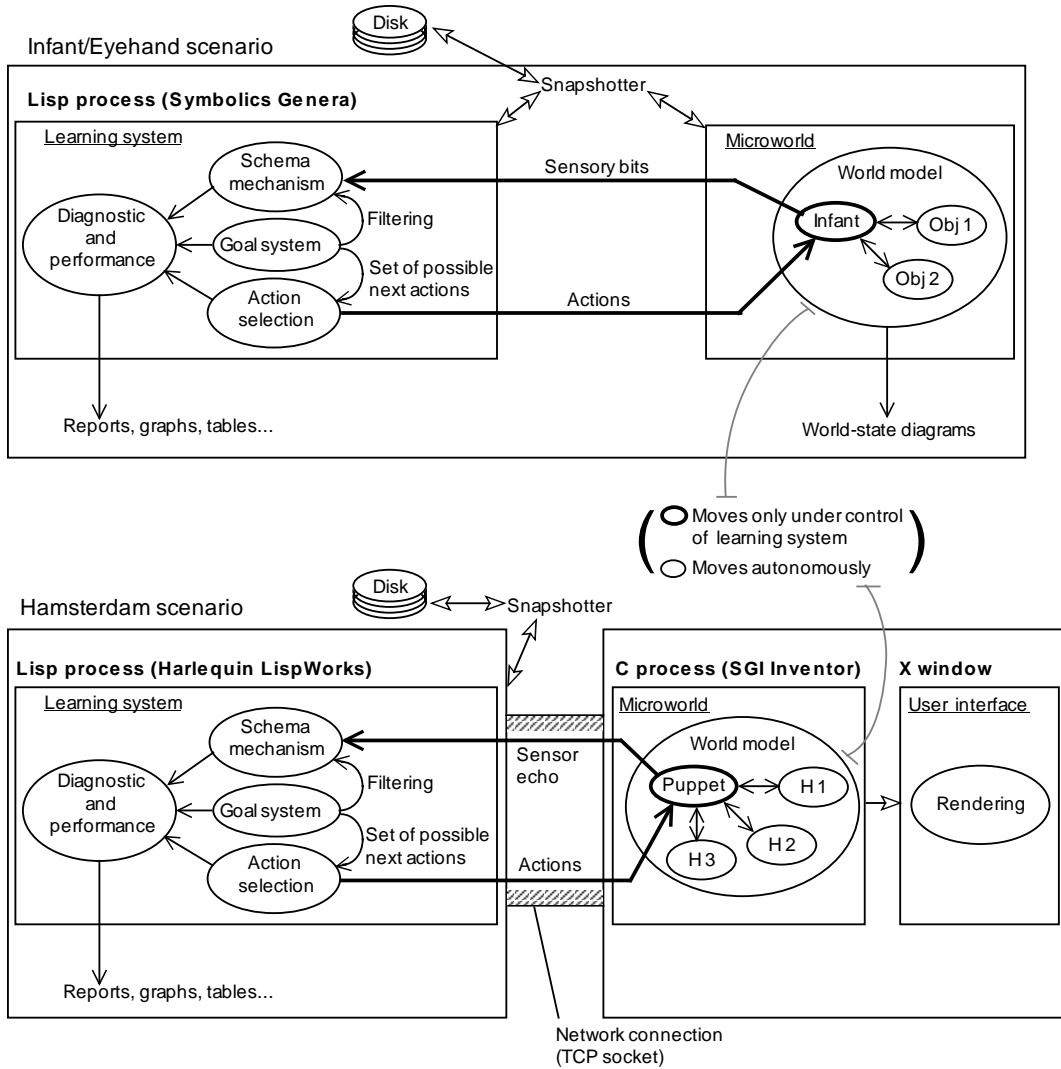 Disk
Infant/Eyehand scenario
Snapshotter
Lisp process (Symbolics Genera)
Learning system
Microworld
Schema
mechanism
Sensory bits
World model
Diagnostic
and
performance
Filtering
Goal system
Infant
Obj 1
Set of possible
next actions
Obj 2
Action
selection
Actions
Reports, graphs, tables...
World-state diagrams
Moves only under control
of learning system
Moves autonomously
Disk
Hamsterdam scenario
Snapshotter
Lisp process (Harlequin LispWorks)
C process (SGI Inventor)
X window
Learning system
Microworld
User interface
Schema
mechanism
Sensor
echo
World model
Diagnostic
and
performance
Filtering
Goal system
Puppet
H 1
Rendering
Set of possible
next actions
H 2
H 3
Action
selection
Actions
Reports, graphs, tables...
Network connection
(TCP socket)